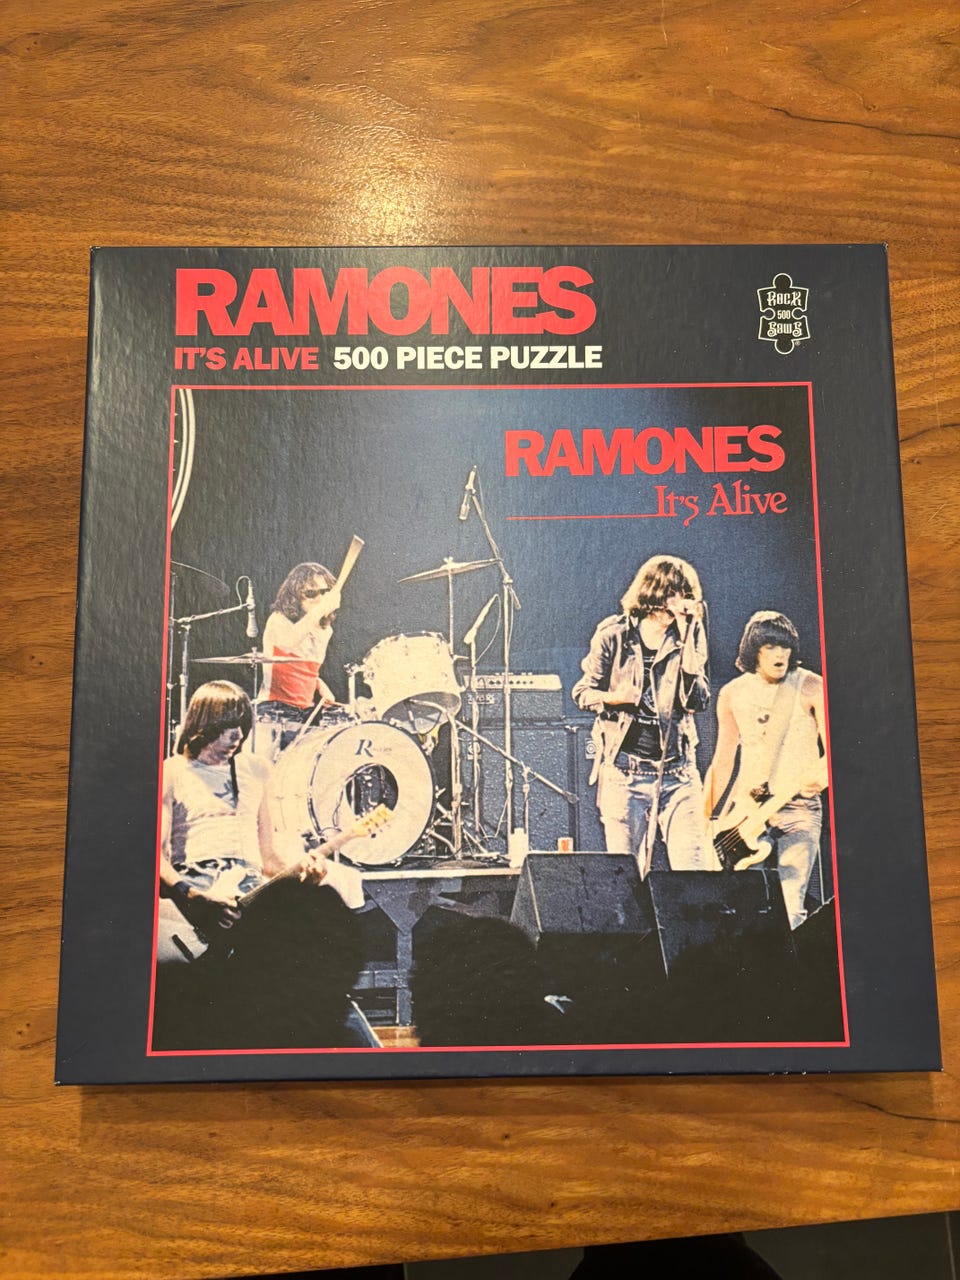 RAMONES
IT'S ALIVE 500 PIECE PUZZLE
RocK
500
SawS
®
RAMONES
It's Alive
R